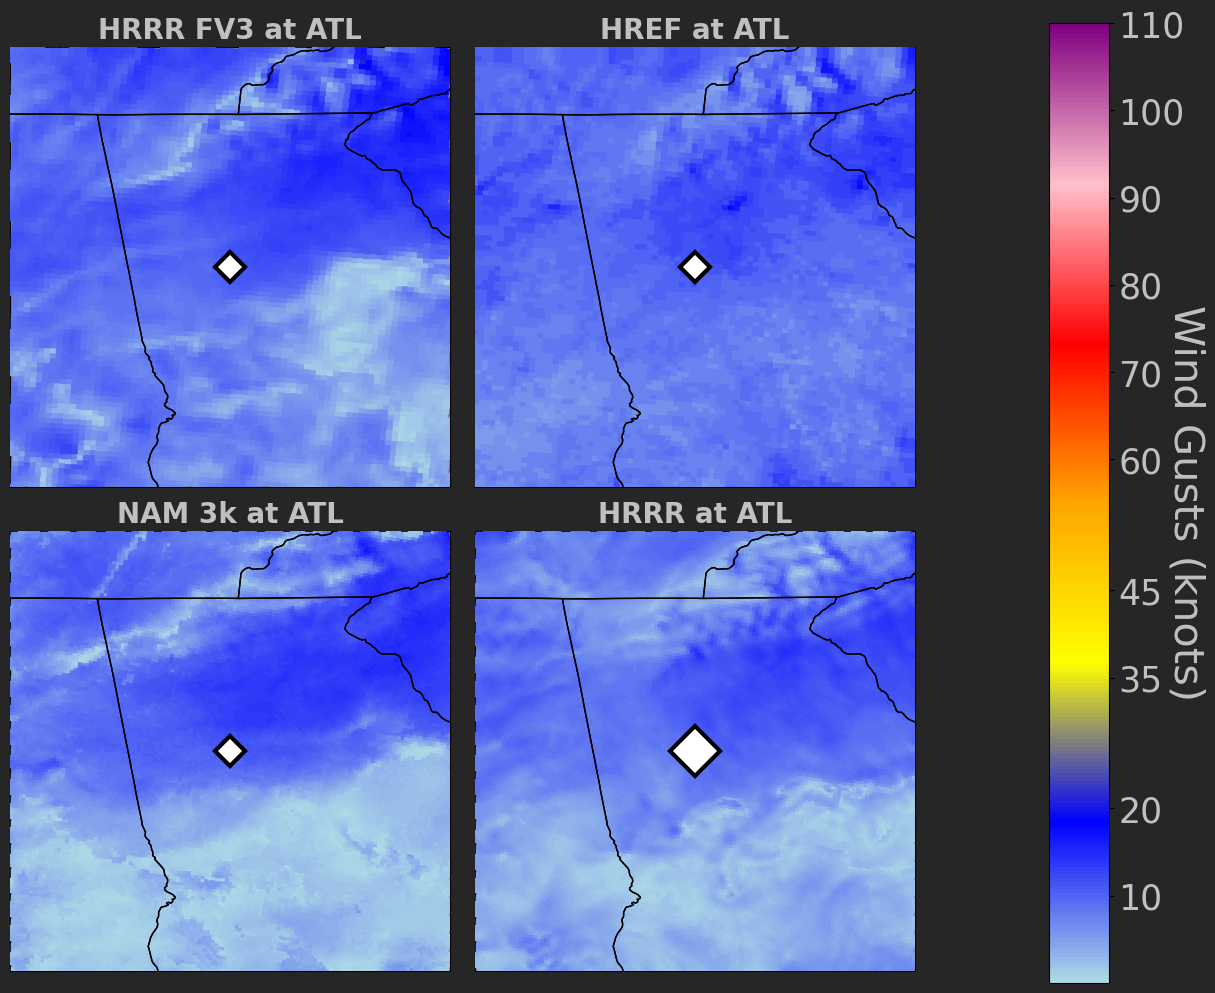 HRRR FV3 at ATL
HREF at ATL
NAM 3k at ATL
HRRR at ATL
110
100
90
80
70
60
45
35
20
10
Wind Gusts (knots)